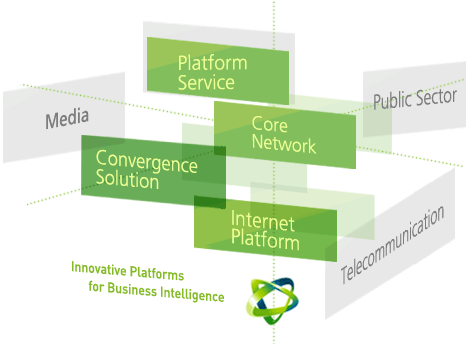 Platform
Service
Media
Public Sector
Core
Network
Convergence
Solution
Internet
Platform
Telecommunication
Innovative Platforms
for Business Intelligence